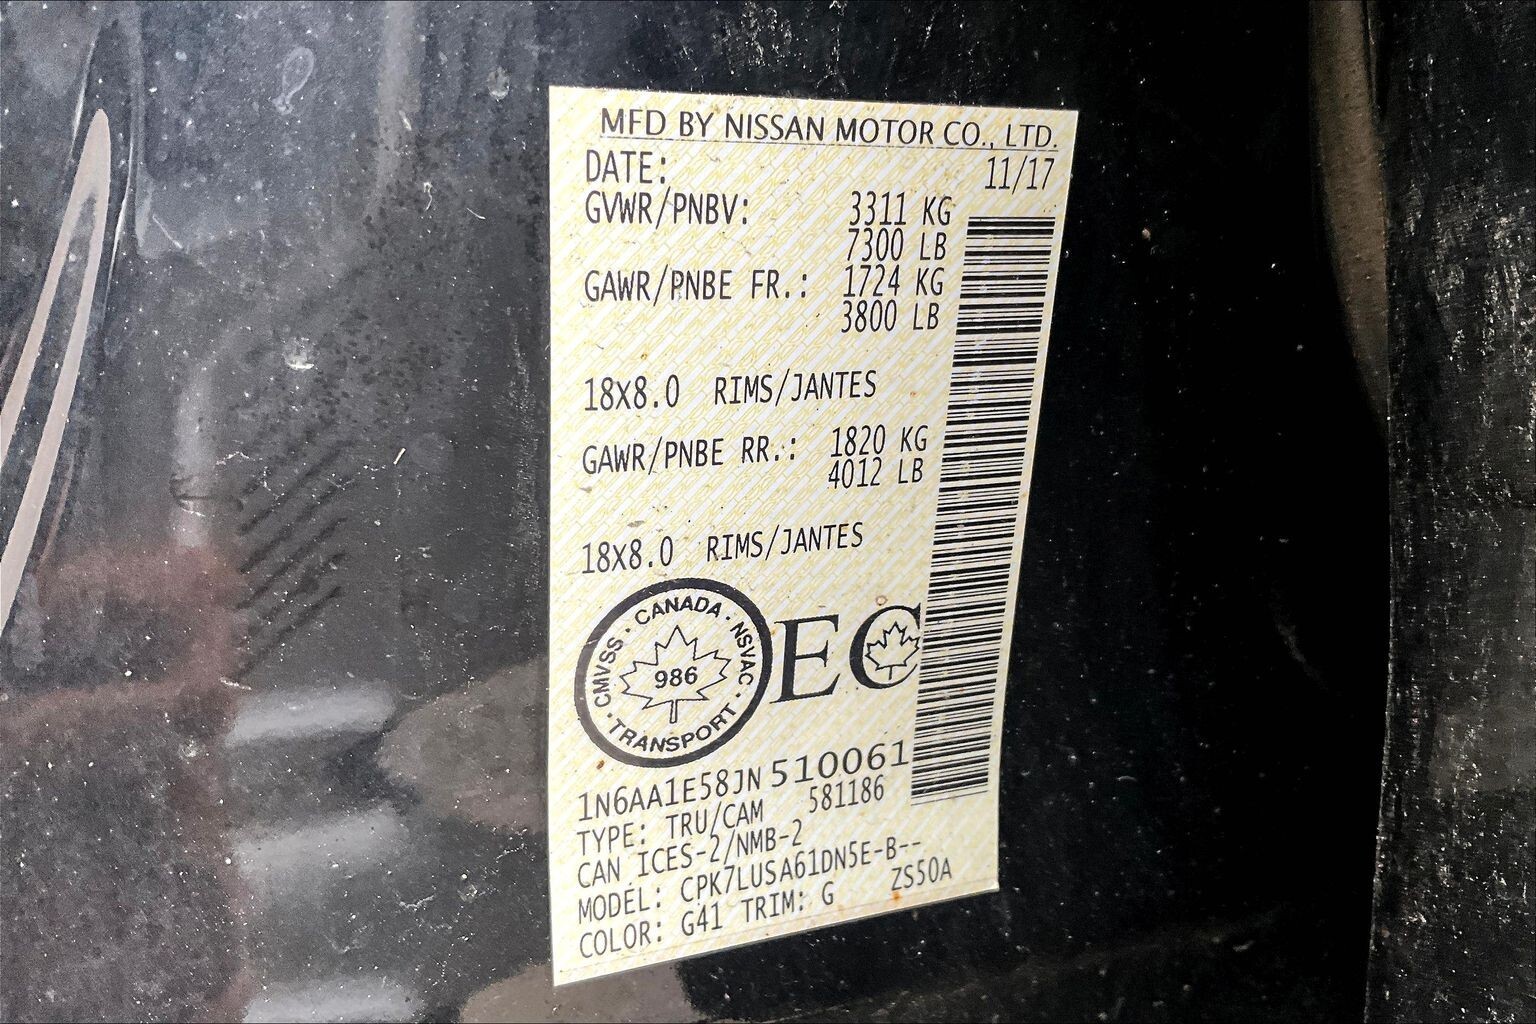 MFD BY NISSAN MOTOR CO., LTD.
DATE: 11/17
GVWR/PNBV: 3311 KG
7300 LB
GAWR/PNBE FR.: 1724 KG
3800 LB
18X8.0 RIMS/JANTES
GAWR/PNBE RR.: 1820 KG
4012 LB
18X8.0 RIMS/JANTES
CANADA · NSVAC · TRANSPORT · CMVSS ·
986
EC
1N6AA1E58JN510061
TYPE: TRU/CAM 581186
CAN ICES-2/NMB-2
MODEL: CPK7LUSA61DN5E-B--
COLOR: G41 TRIM: G ZS50A